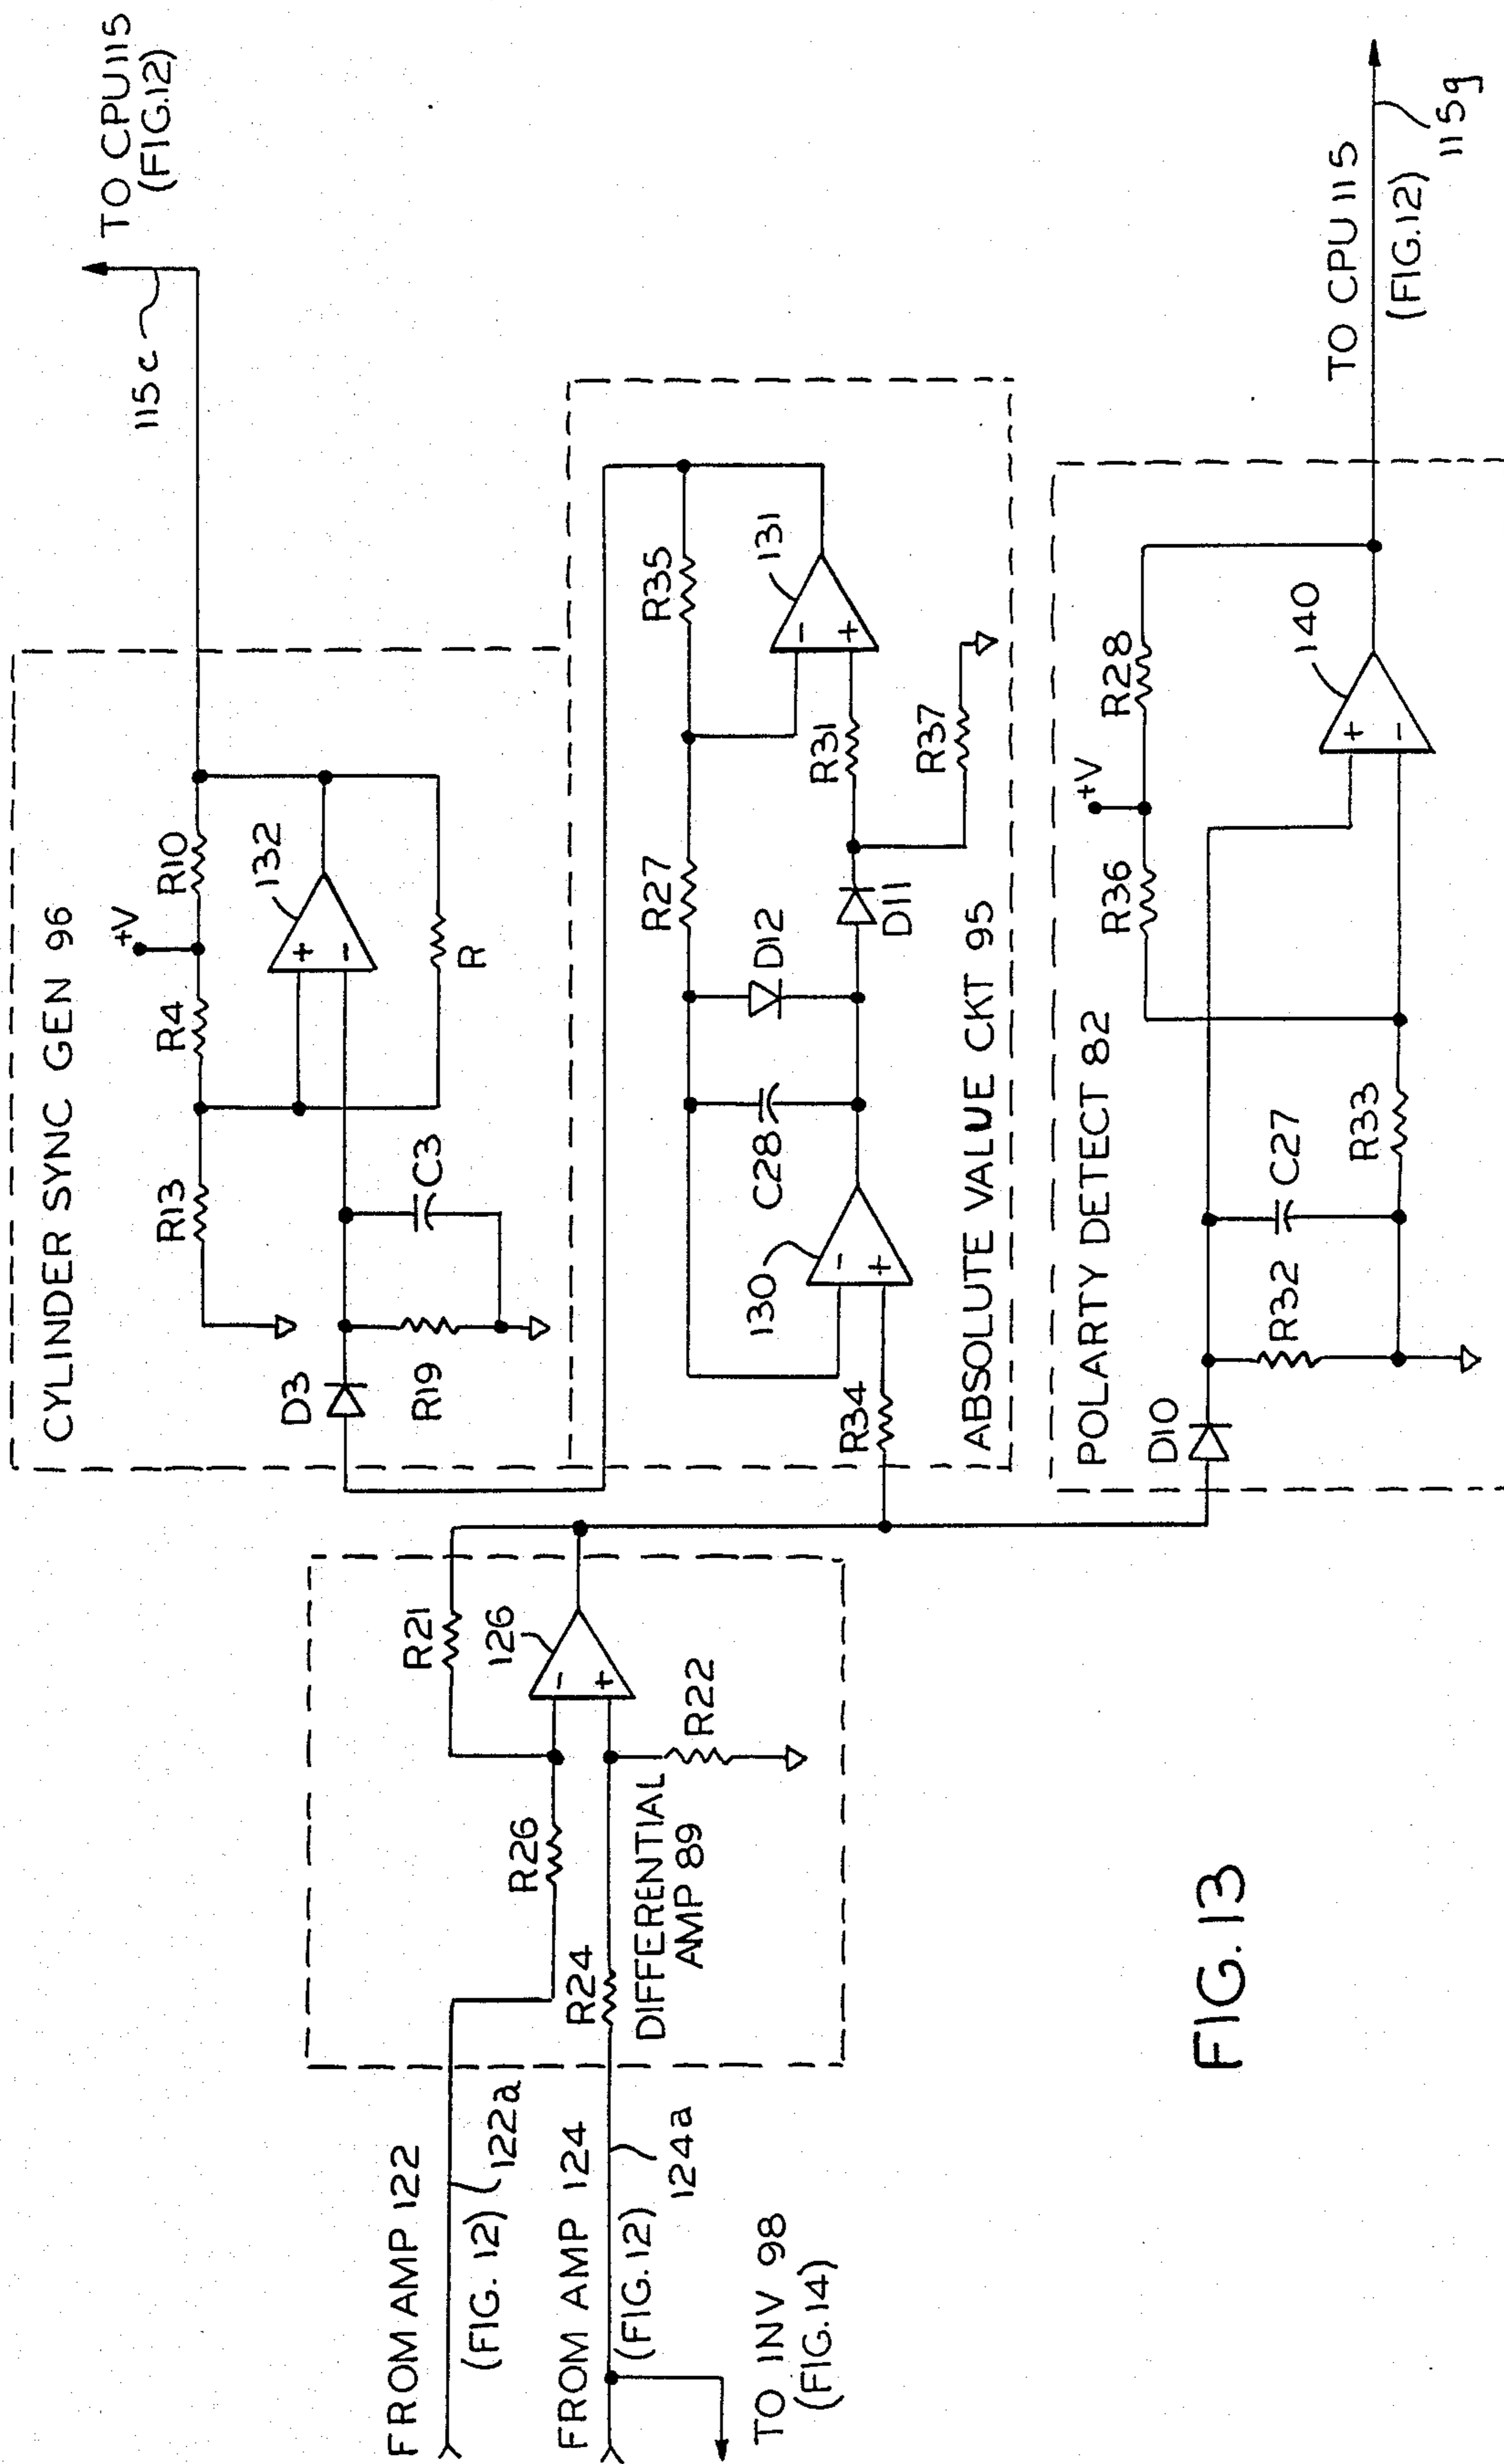 FROM AMP 122
(FIG. 12)
122a
FROM AMP 124
(FIG. 12)
124a
TO INV 98
(FIG. 14)
R21
126
-
+
R26
R24
R22
DIFFERENTIAL
AMP 89
CYLINDER SYNC GEN 96
+V
R13
R4
R10
132
+
-
D3
R19
C3
R
115c
TO CPU 115
(FIG. 12)
R27
R35
D12
C28
130
-
+
R34
D11
R31
131
-
+
R37
ABSOLUTE VALUE CKT 95
POLARITY DETECT 82
+V
R36
R28
D10
R32
C27
R33
140
+
-
TO CPU 115
(FIG. 12)
115g
FIG. 13